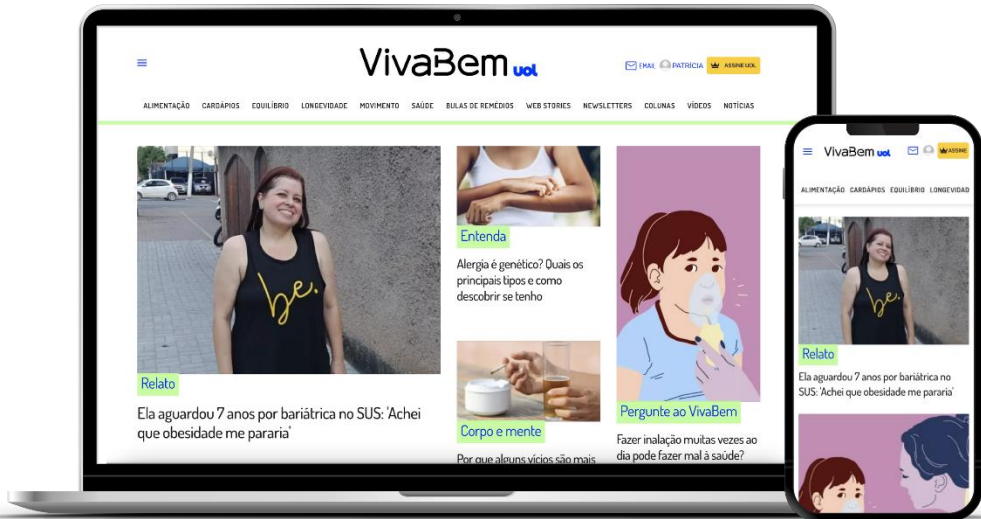 VivaBem uol
EMAIL PATRÍCIA ASSINE UOL
ALIMENTAÇÃO CARDÁPIOS EQUILÍBRIO LONGEVIDADE MOVIMENTO SAÚDE BULAS DE REMÉDIOS WEB STORIES NEWSLETTERS COLUNAS VÍDEOS NOTÍCIAS
be.
Relato
Ela aguardou 7 anos por bariátrica no SUS: 'Achei
que obesidade me pararia'
Entenda
Alergia é genético? Quais os
principais tipos e como
descobrir se tenho
Corpo e mente
Por que alguns vícios são mais
Pergunte ao VivaBem
Fazer inalação muitas vezes ao
dia pode fazer mal à saúde?
VivaBem uol
ASSINE
ALIMENTAÇÃO CARDÁPIOS EQUILÍBRIO LONGEVIDAD
be.
Relato
Ela aguardou 7 anos por bariátrica no
SUS: 'Achei que obesidade me pararia'